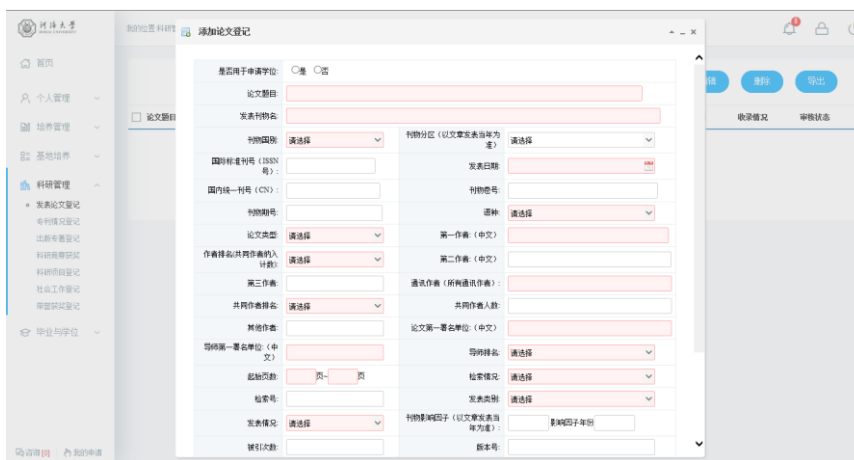 河海大学
我的位置:科研管
添加论文登记
8
首页
个人管理
培养管理
基地培养
科研管理
发表论文登记
专利情况登记
出版专著登记
科研竞赛获奖
科研项目登记
社会工作登记
荣誉获奖登记
毕业与学位
咨询[0]
我的申请
删除
导出
论文题目
收录情况
审核状态
是否用于申请学位: 是 否
论文题目:
发表刊物名:
刊物国别: 请选择
刊物分区（以文章发表当年为准） 请选择
国际标准刊号（ISSN号）:
发表日期:
国内统一刊号（CN）:
刊物卷号:
刊物期号:
语种: 请选择
论文类型: 请选择
第一作者:（中文）
作者排名(共同作者的入计数): 请选择
第二作者:（中文）
第三作者:
通讯作者（所有通讯作者）:
共同作者排名: 请选择
共同作者人数:
其他作者:
论文第一署名单位:（中文）
导师第一署名单位:（中文）
导师排名: 请选择
起始页数: 页- 页
检索情况: 请选择
检索号:
发表类别: 请选择
发表情况: 请选择
刊物影响因子（以文章发表当年为准）: 影响因子年份
被引次数:
版本号: